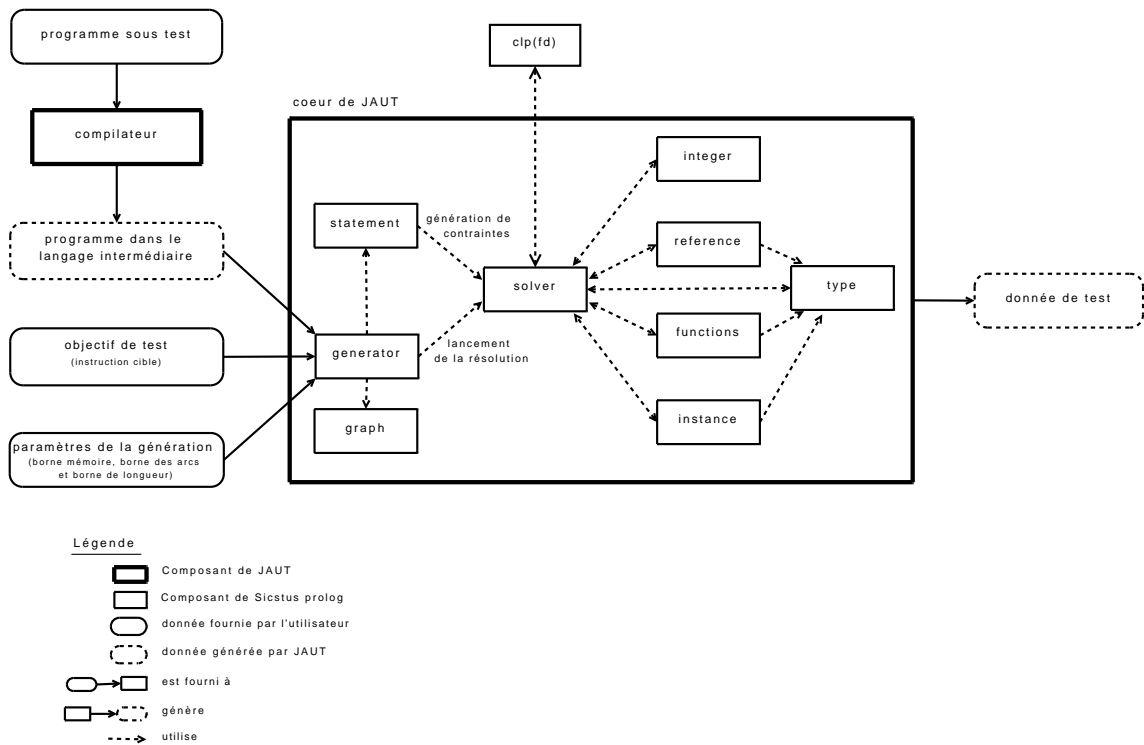 programme sous test
compilateur
programme dans le
langage intermédiaire
objectif de test
(instruction cible)
paramètres de la génération
(borne mémoire, borne des arcs
et borne de longueur)
clp(fd)
coeur de JAUT
statement
génération de
contraintes
generator
lancement
de la résolution
graph
solver
integer
reference
functions
instance
type
donnée de test
Légende
Composant de JAUT
Composant de Sicstus prolog
donnée fournie par l'utilisateur
donnée générée par JAUT
est fourni à
génère
utilise